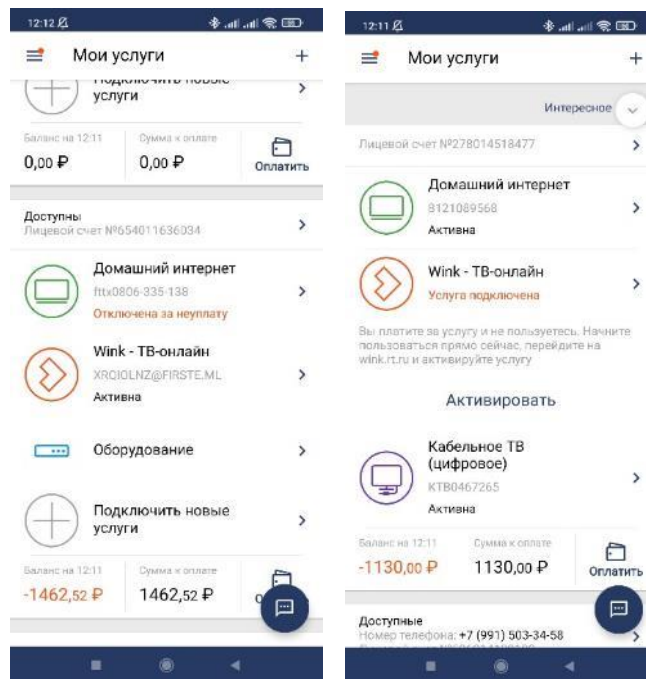 12:12
Мои услуги
Подключить новые
услуги
Баланс на 12:11
Сумма к оплате
0,00 ₽
0,00 ₽
Оплатить
Доступны
Лицевой счет №654011636034
Домашний интернет
fttx0806-335-138
Отключена за неуплату
Wink - ТВ-онлайн
XRQIOLNZ@FIRSTE.ML
Активна
Оборудование
Подключить новые
услуги
Баланс на 12:11
Сумма к оплате
-1462,52 ₽
1462,52 ₽
12:11
Мои услуги
Интересное
Лицевой счет №278014518477
Домашний интернет
8121089568
Активна
Wink - ТВ-онлайн
Услуга подключена
Вы платите за услугу и не пользуетесь. Начните
пользоваться прямо сейчас, перейдите на
wink.rt.ru и активируйте услугу
Активировать
Кабельное ТВ
(цифровое)
КТВ0467265
Активна
Баланс на 12:11
Сумма к оплате
-1130,00 ₽
1130,00 ₽
Оплатить
Доступные
Номер телефона: +7 (991) 503-34-58